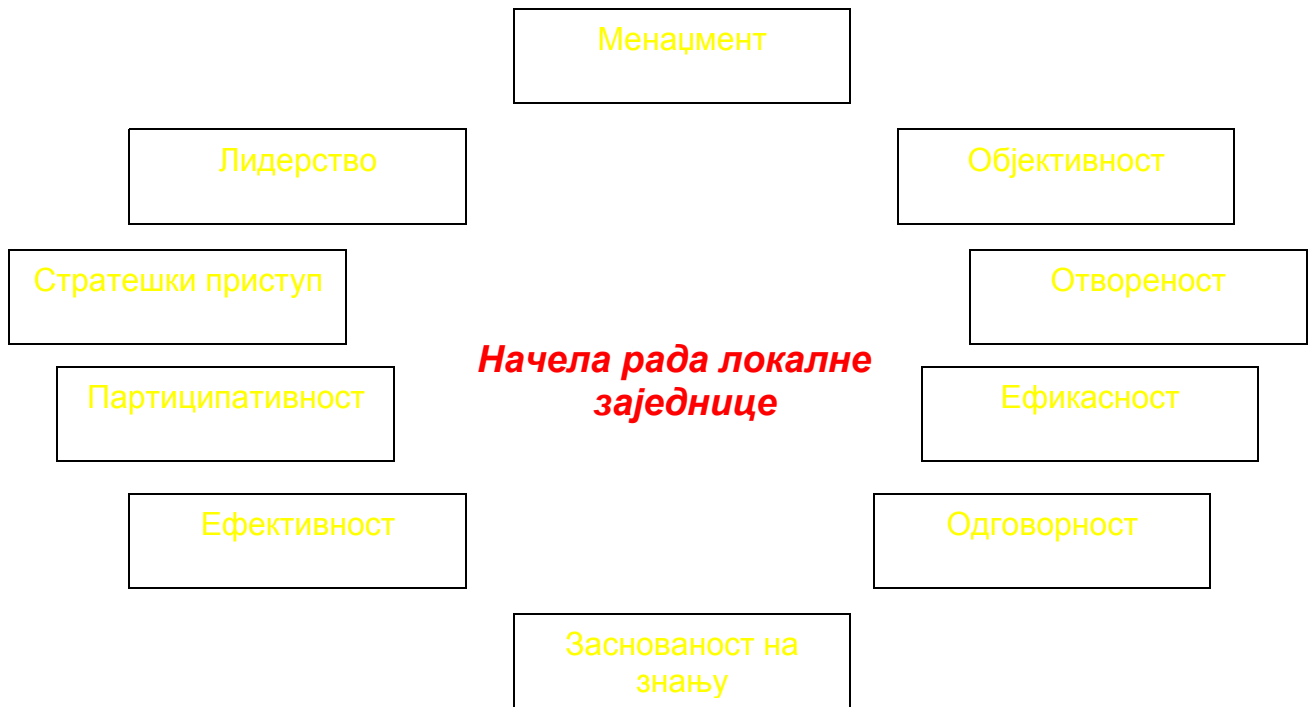 Менаџмент
Лидерство
Објективност
Стратешки приступ
Отвореност
Начела рада локалне
заједнице
Партиципативност
Ефикасност
Ефективност
Одговорност
Заснованост на
знању